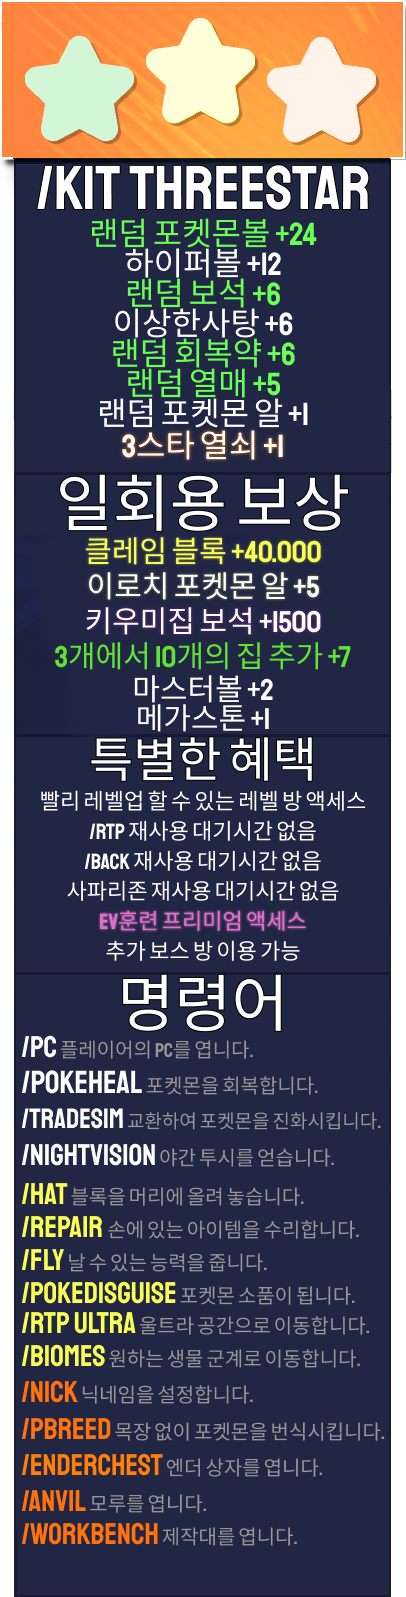 /KIT THREESTAR
랜덤 포켓몬볼 +24
하이퍼볼 +12
랜덤 보석 +6
이상한사탕 +6
랜덤 회복약 +6
랜덤 열매 +5
랜덤 포켓몬 알 +1
3스타 열쇠 +1
일회용 보상
클레임 블록 +40.000
이로치 포켓몬 알 +5
키우미집 보석 +1500
3개에서 10개의 집 추가 +7
마스터볼 +2
메가스톤 +1
특별한 혜택
빨리 레벨업 할 수 있는 레벨 방 액세스
/RTP 재사용 대기시간 없음
/BACK 재사용 대기시간 없음
사파리존 재사용 대기시간 없음
EV훈련 프리미엄 액세스
추가 보스 방 이용 가능
명령어
/PC 플레이어의 PC를 엽니다.
/POKEHEAL 포켓몬을 회복합니다.
/TRADESIM 교환하여 포켓몬을 진화시킵니다.
/NIGHTVISION 야간 투시를 얻습니다.
/HAT 블록을 머리에 올려 놓습니다.
/REPAIR 손에 있는 아이템을 수리합니다.
/FLY 날 수 있는 능력을 줍니다.
/POKEDISGUISE 포켓몬 소품이 됩니다.
/RTP ULTRA 울트라 공간으로 이동합니다.
/BIOMES 원하는 생물 군계로 이동합니다.
/NICK 닉네임을 설정합니다.
/PBREED 목장 없이 포켓몬을 번식시킵니다.
/ENDERCHEST 엔더 상자를 엽니다.
/ANVIL 모루를 엽니다.
/WORKBENCH 제작대를 엽니다.